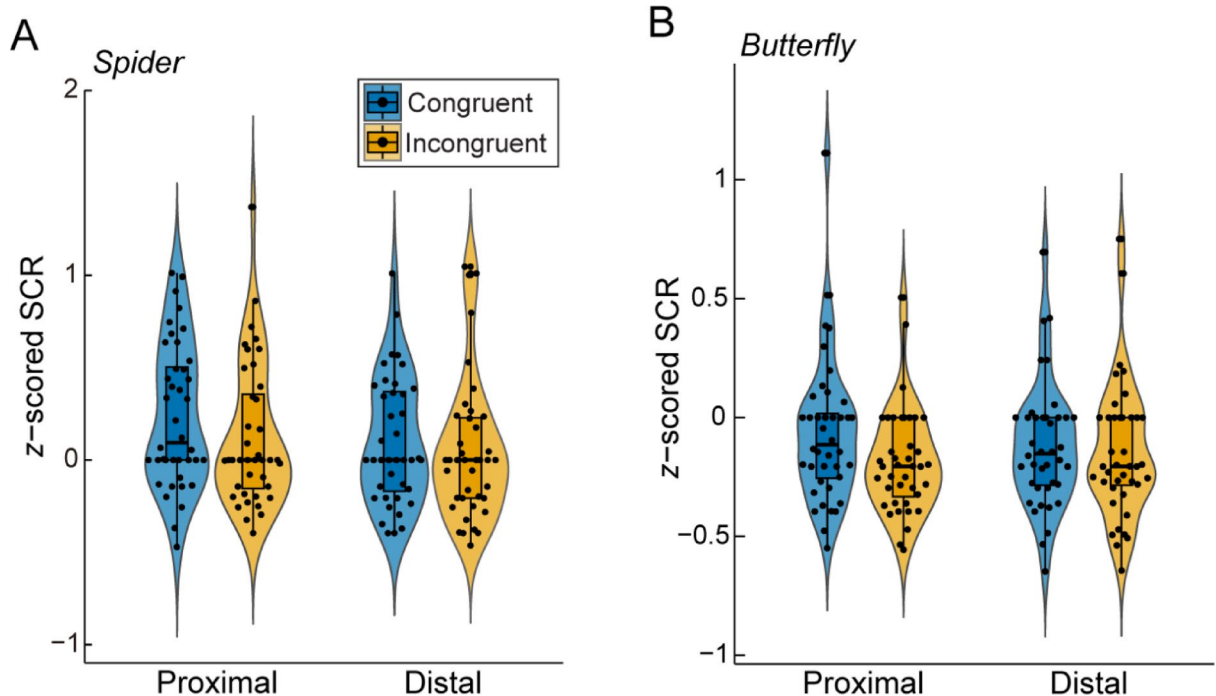 A
Spider
2
1
0
−1
z−scored SCR
Congruent
Incongruent
Proximal
Distal
B
Butterfly
1
0.5
0
−0.5
−1
z−scored SCR
Proximal
Distal